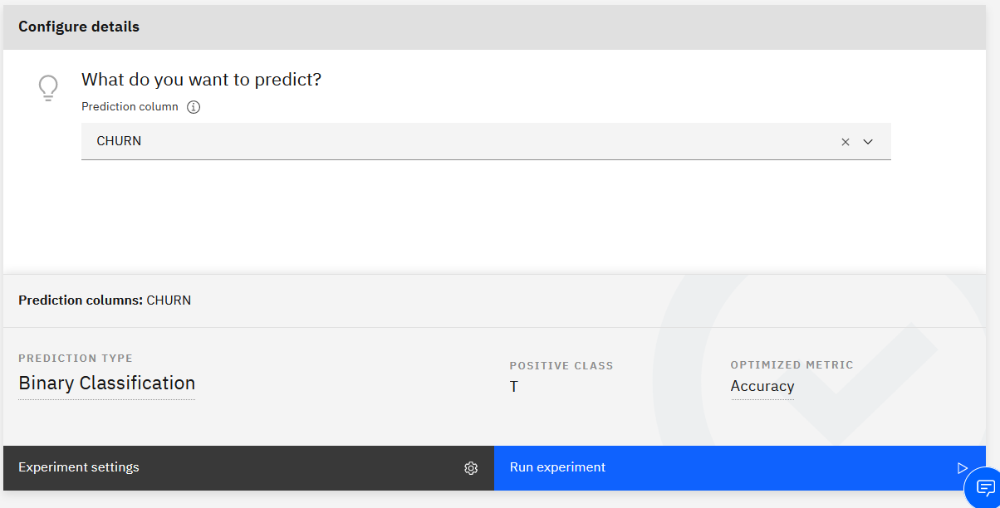 Configure details
What do you want to predict?
Prediction column
CHURN
Prediction columns: CHURN
PREDICTION TYPE
Binary Classification
POSITIVE CLASS
T
OPTIMIZED METRIC
Accuracy
Experiment settings
Run experiment